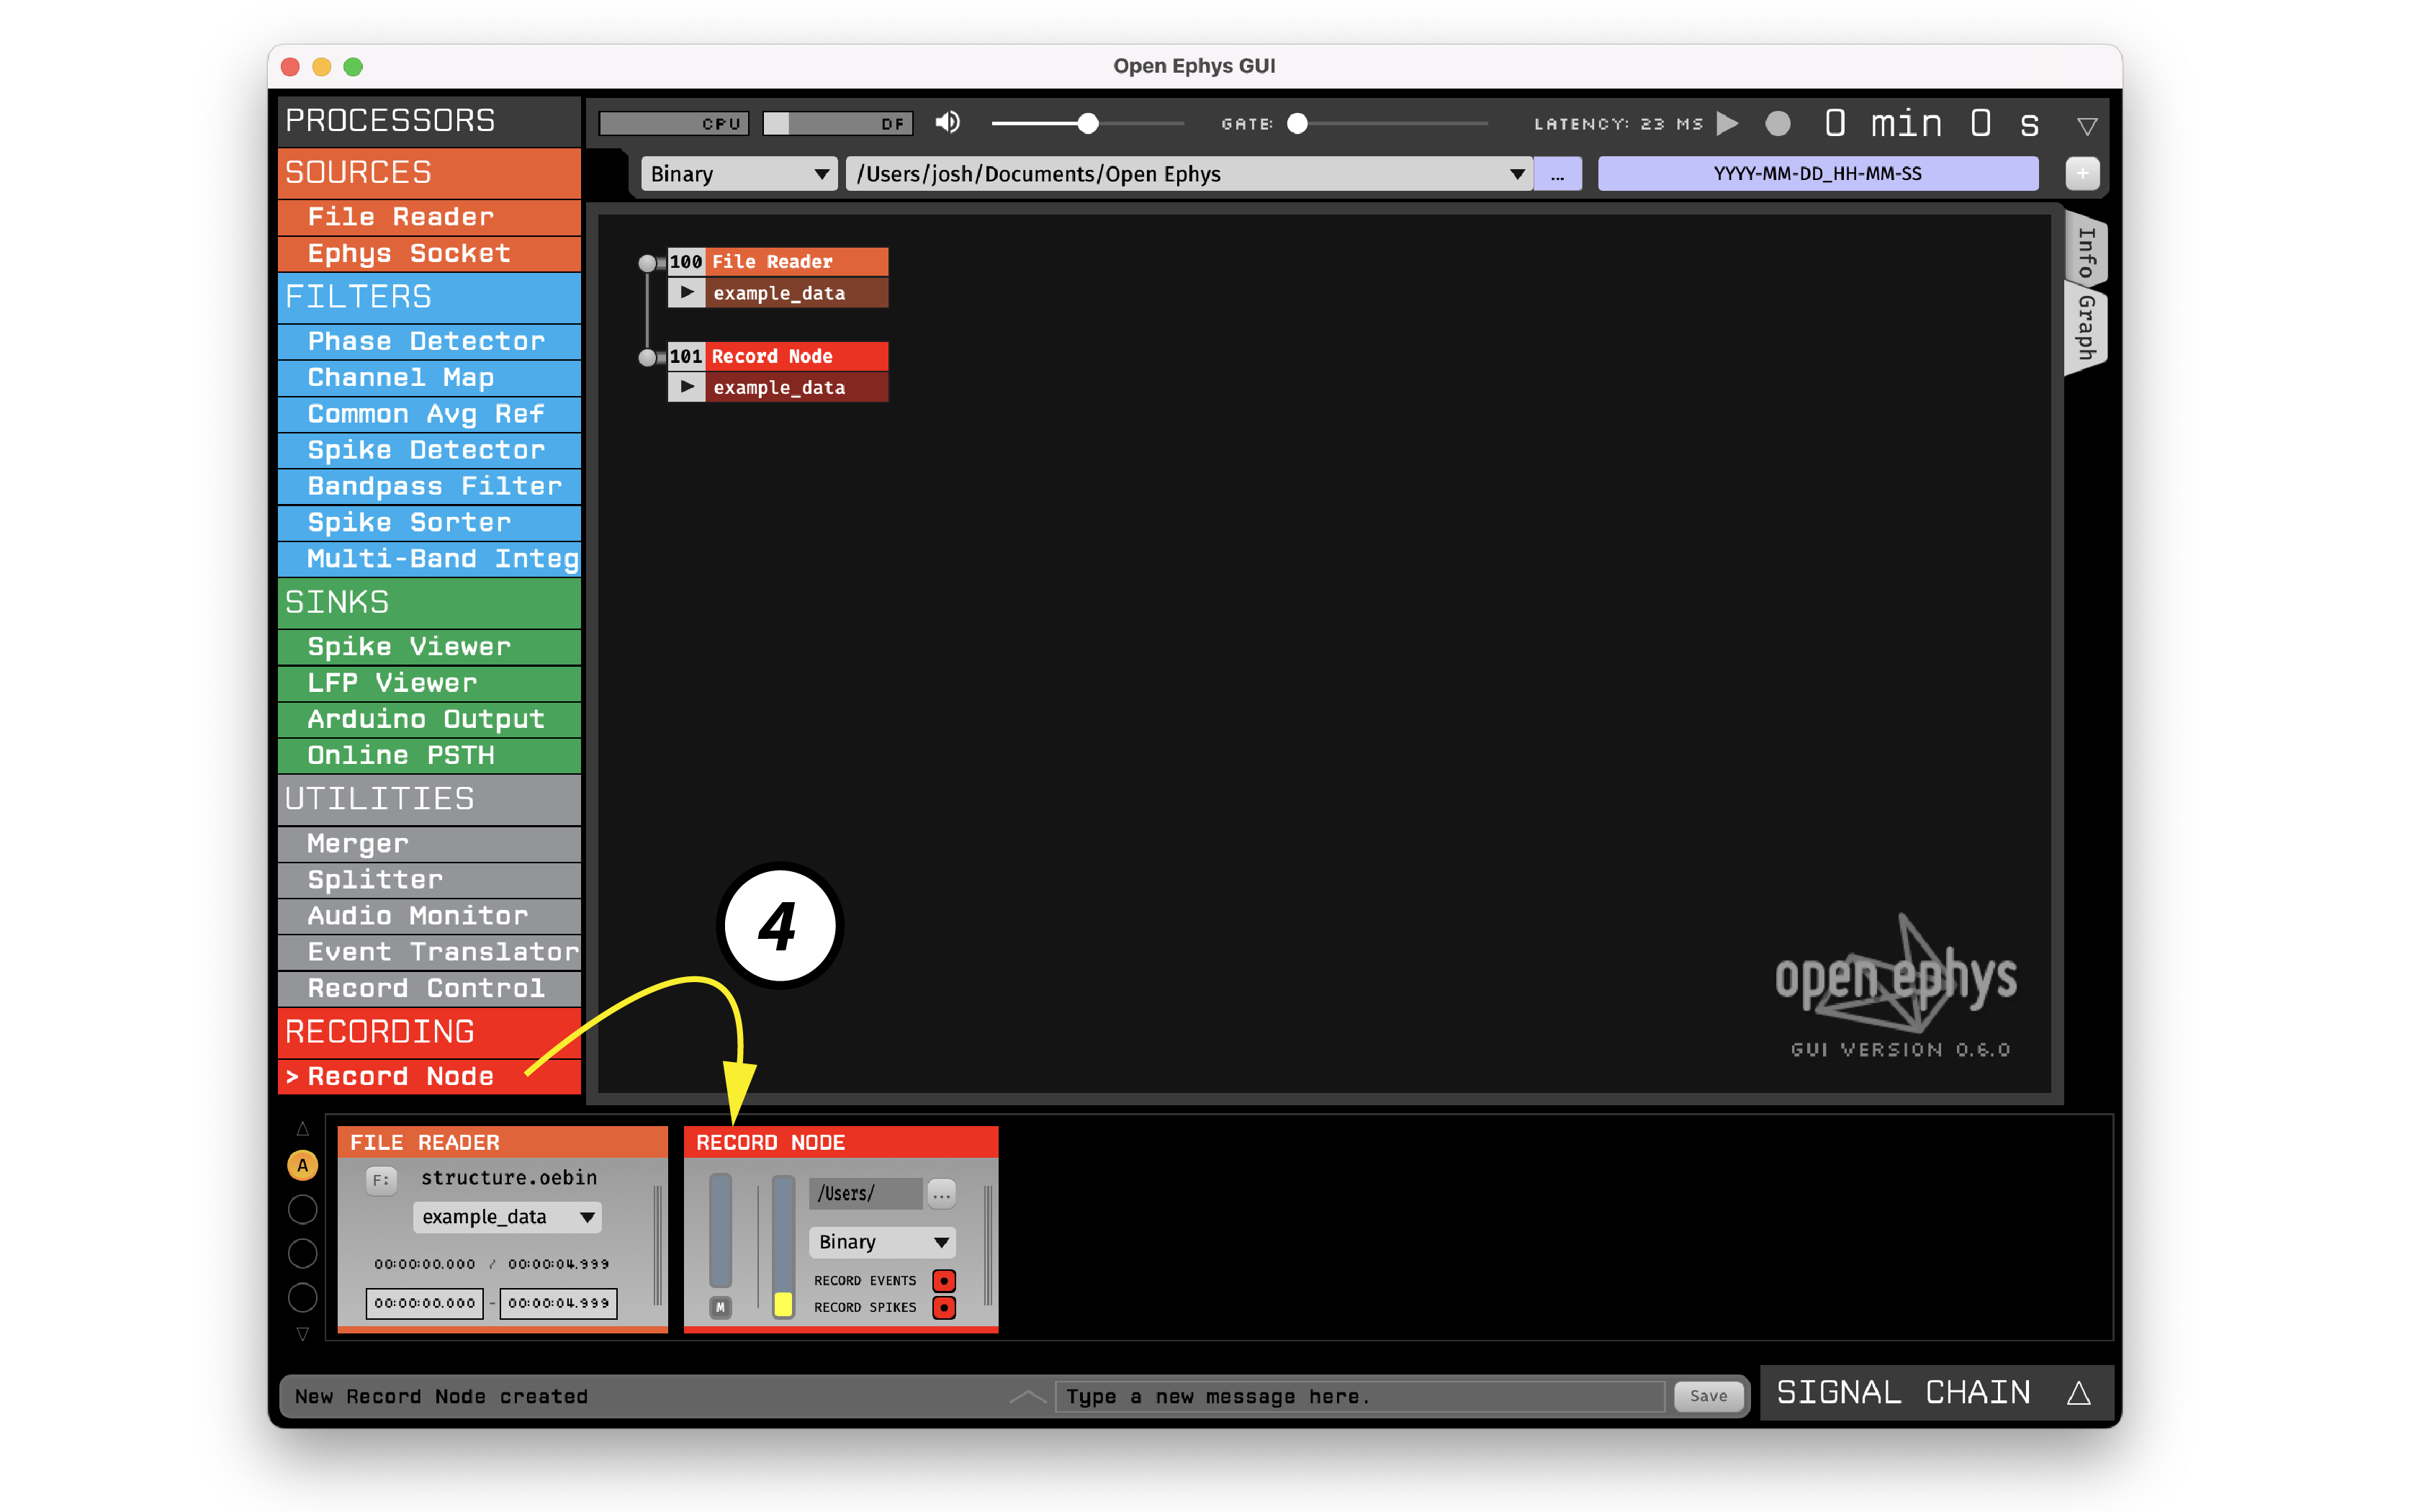 Open Ephys GUI
PROCESSORS
SOURCES
File Reader
Ephys Socket
FILTERS
Phase Detector
Channel Map
Common Avg Ref
Spike Detector
Bandpass Filter
Spike Sorter
Multi-Band Integ
SINKS
Spike Viewer
LFP Viewer
Arduino Output
Online PSTH
UTILITIES
Merger
Splitter
Audio Monitor
Event Translator
Record Control
RECORDING
> Record Node
CPU DF GATE: LATENCY: 23 MS 0 min 0 s
Binary /Users/josh/Documents/Open Ephys ... YYYY-MM-DD_HH-MM-SS +
100 File Reader
example_data
101 Record Node
example_data
Info
Graph
4
open ephys
GUI VERSION 0.6.0
A
FILE READER
F: structure.oebin
example_data
00:00:00.000 / 00:00:04.999
00:00:00.000 - 00:00:04.999
RECORD NODE
/Users/ ...
Binary
RECORD EVENTS
M RECORD SPIKES
New Record Node created
Type a new message here.
Save
SIGNAL CHAIN